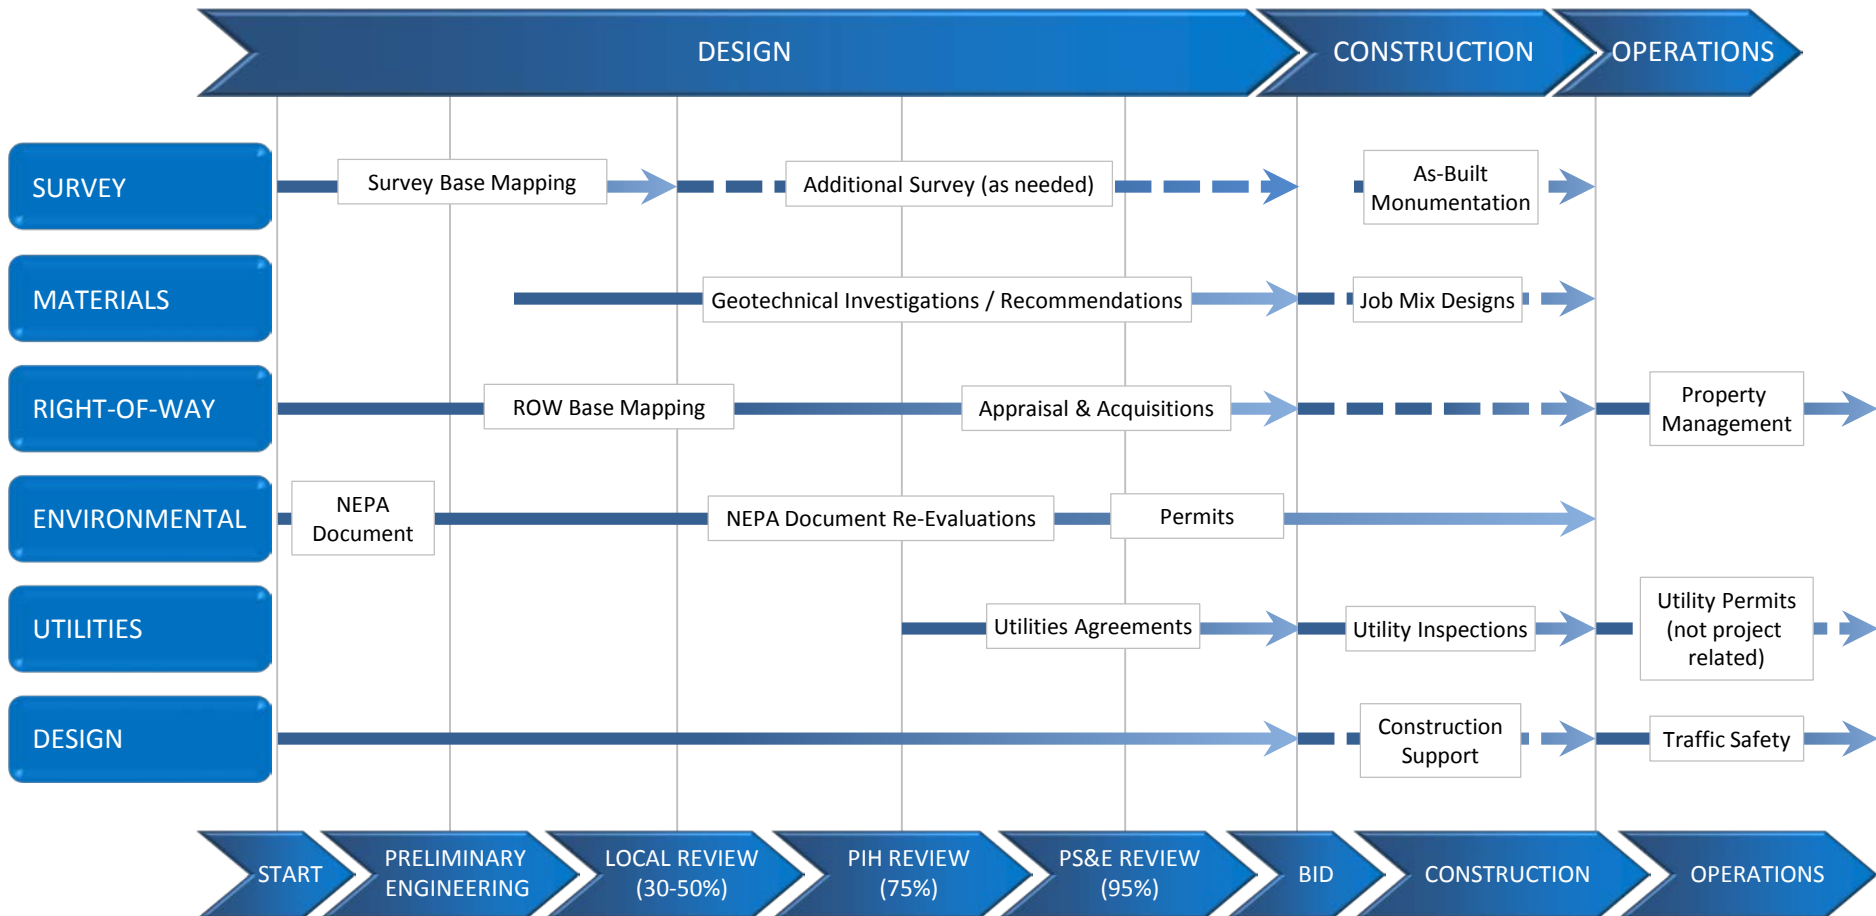 DESIGN
CONSTRUCTION
OPERATIONS
SURVEY
Survey Base Mapping
Additional Survey (as needed)
As-Built
Monumentation
MATERIALS
Geotechnical Investigations / Recommendations
Job Mix Designs
RIGHT-OF-WAY
ROW Base Mapping
Appraisal & Acquisitions
Property
Management
ENVIRONMENTAL
NEPA
Document
NEPA Document Re-Evaluations
Permits
UTILITIES
Utilities Agreements
Utility Inspections
Utility Permits
(not project
related)
DESIGN
Construction
Support
Traffic Safety
START
PRELIMINARY
ENGINEERING
LOCAL REVIEW
(30-50%)
PIH REVIEW
(75%)
PS&E REVIEW
(95%)
BID
CONSTRUCTION
OPERATIONS